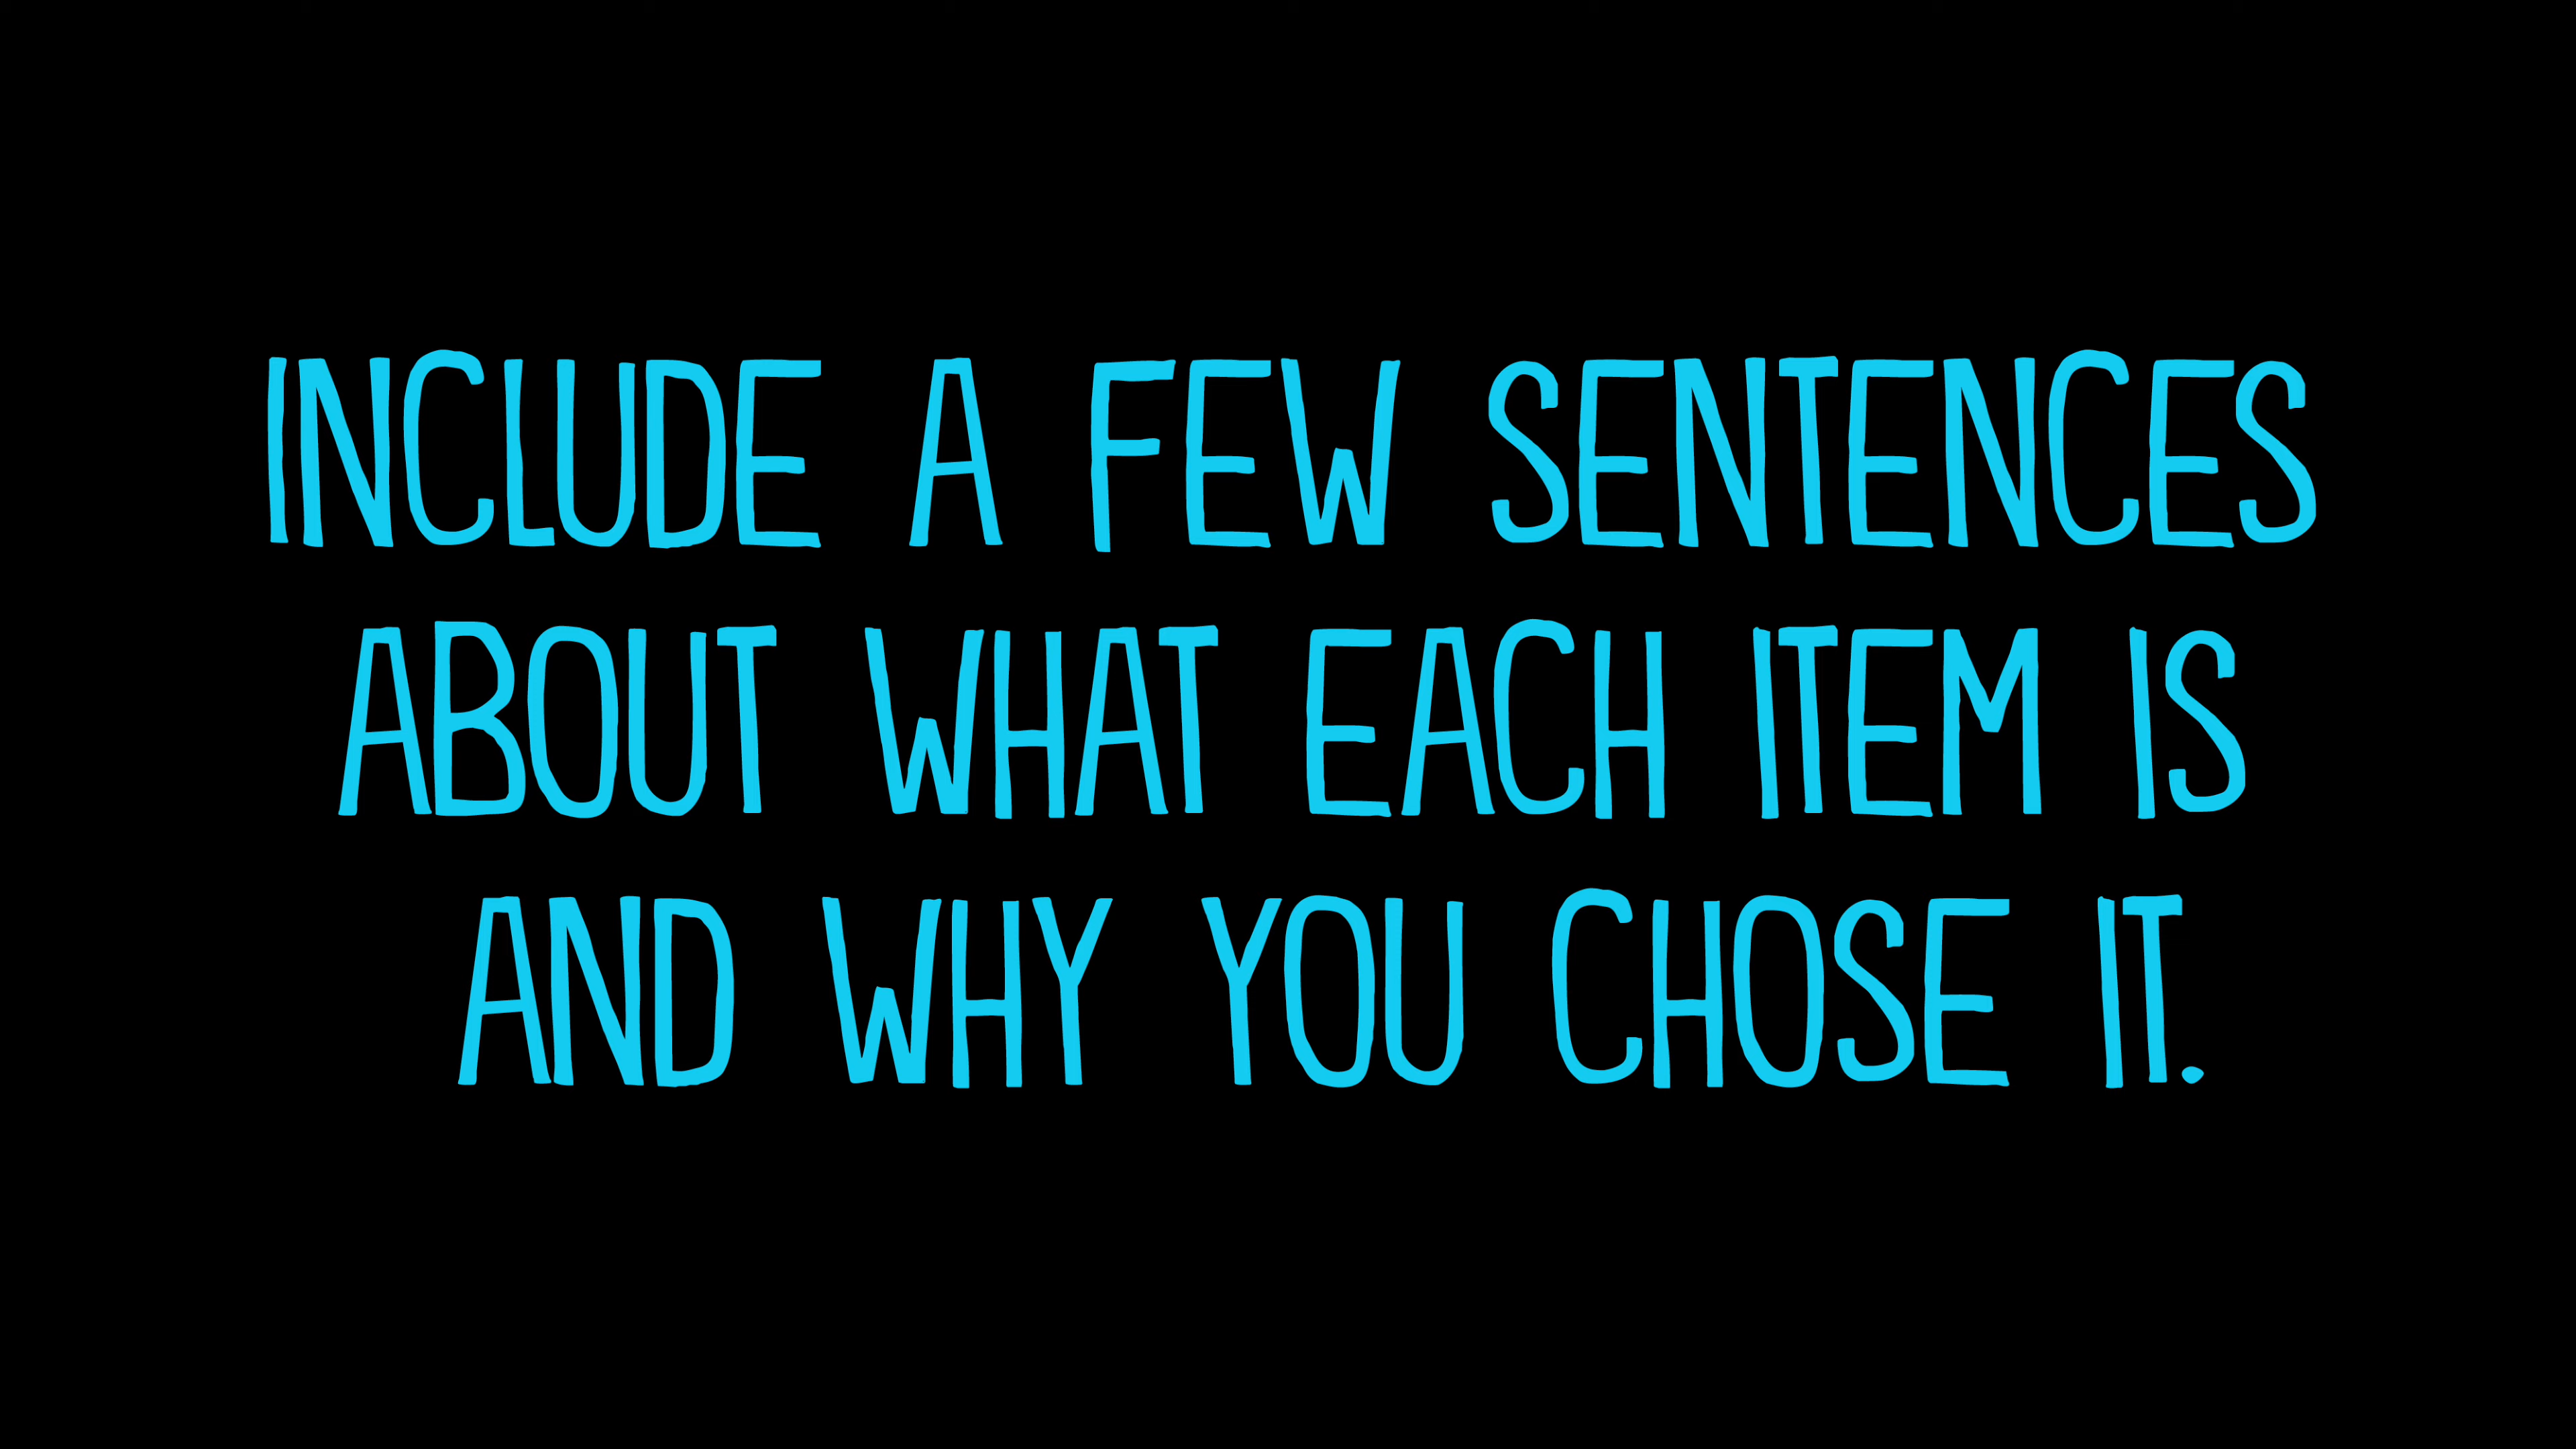 INCLUDE A FEW SENTENCES
ABOUT WHAT EACH ITEM IS
AND WHY YOU CHOSE IT.